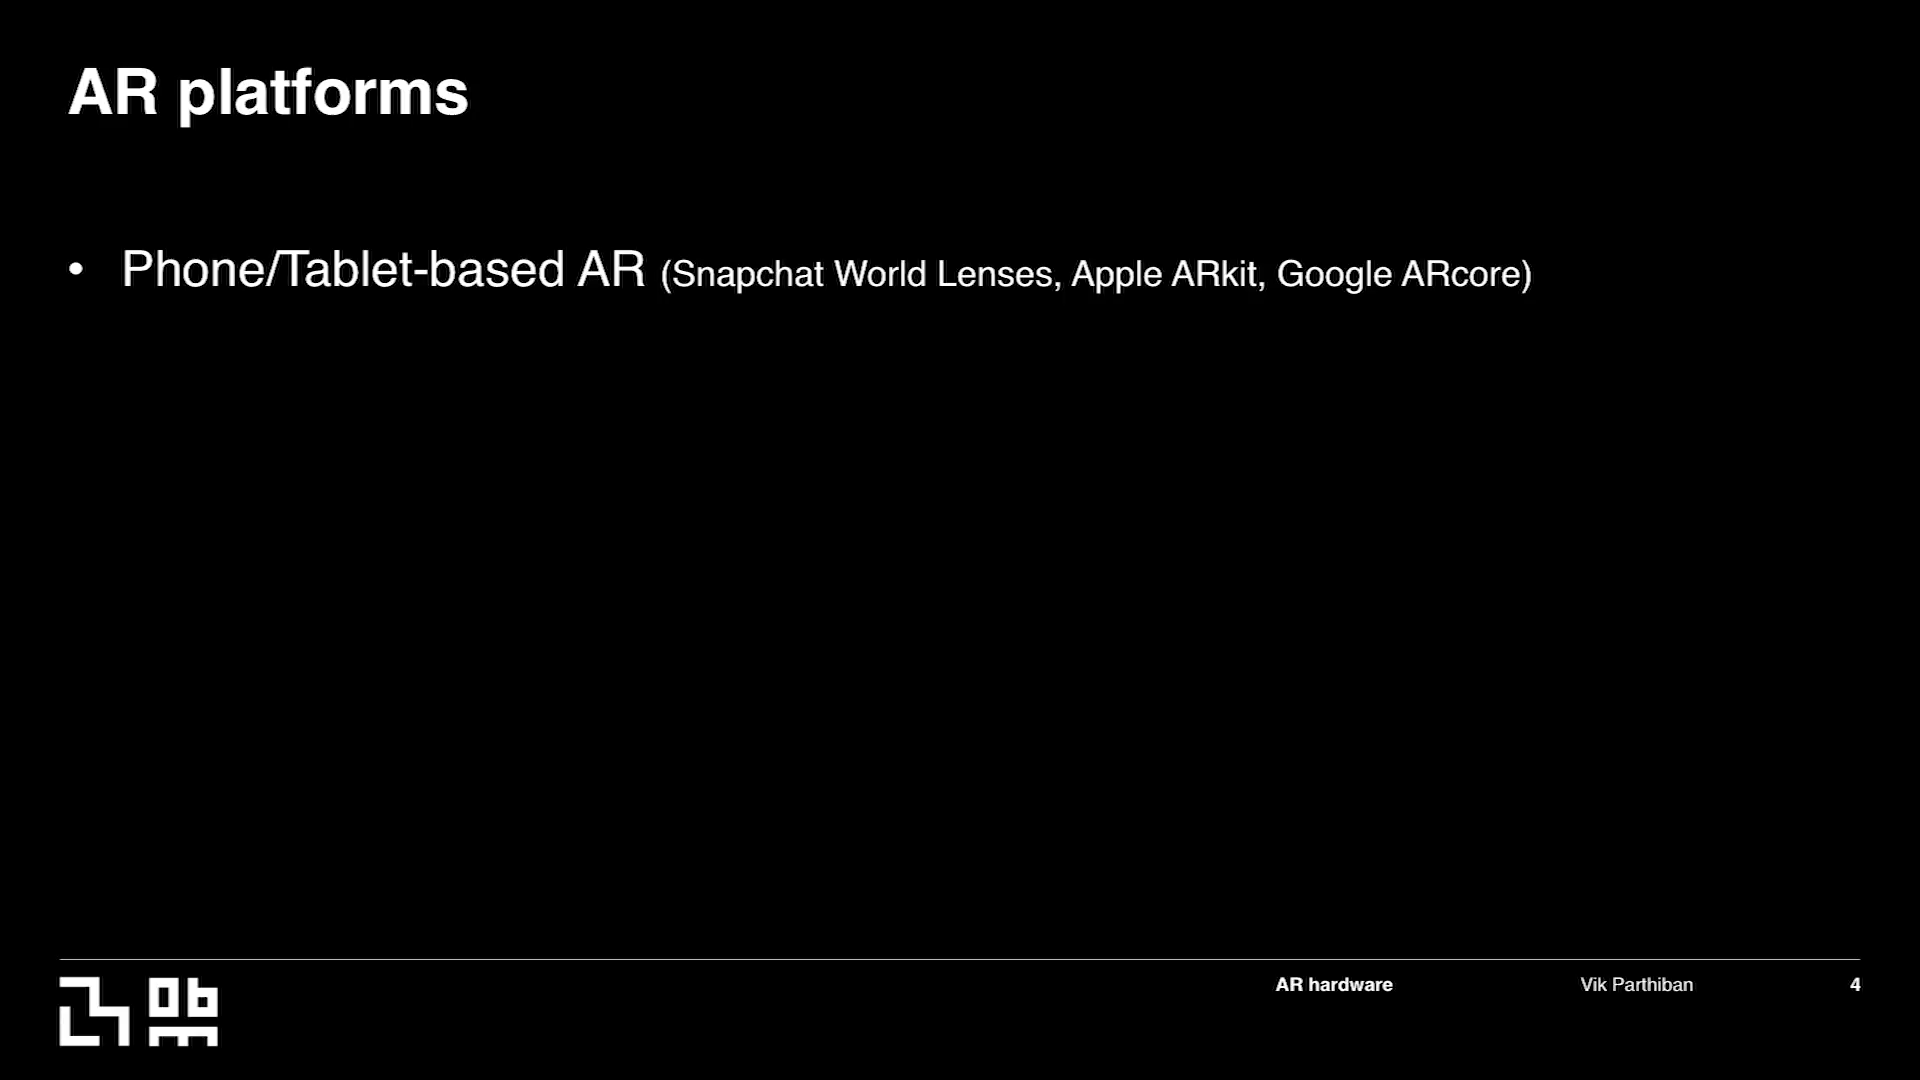 AR platforms
• Phone/Tablet-based AR (Snapchat World Lenses, Apple ARkit, Google ARcore)
AR hardware Vik Parthiban 4